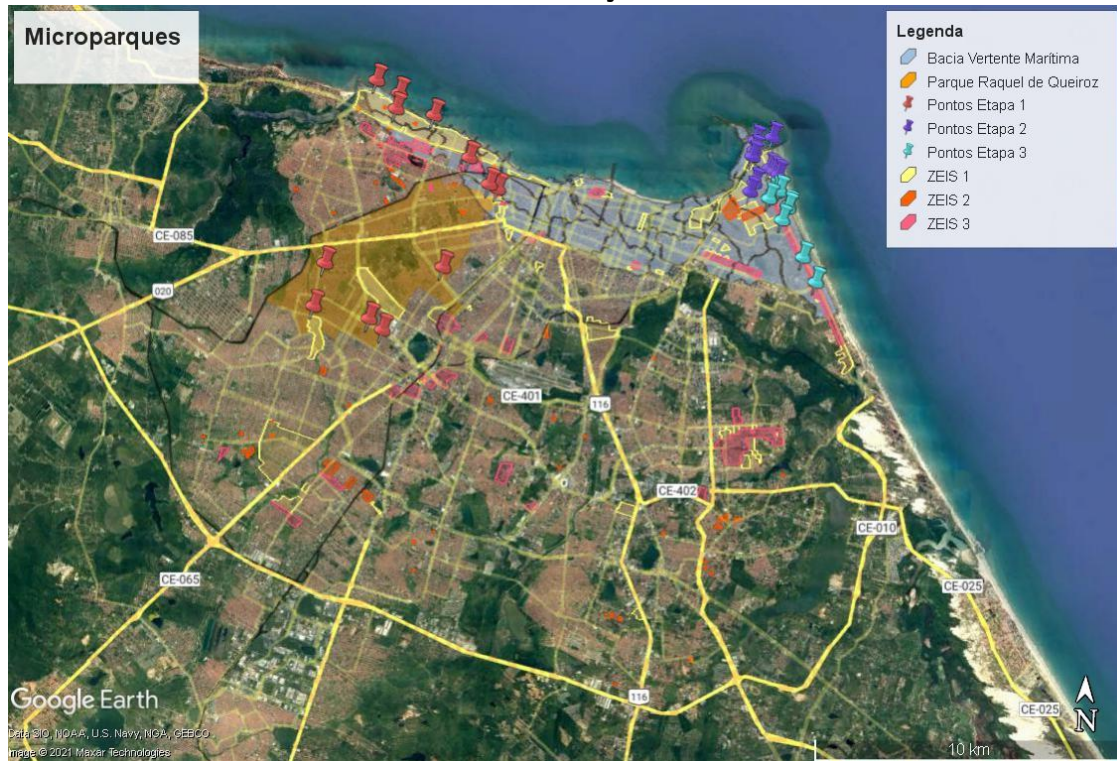 Microparques
Legenda
Bacia Vertente Marítima
Parque Raquel de Queiroz
Pontos Etapa 1
Pontos Etapa 2
Pontos Etapa 3
ZEIS 1
ZEIS 2
ZEIS 3
CE-085
020
CE-401
116
CE-402
CE-010
CE-065
CE-025
116
CE-025
Google Earth
N
Data SIO, NOAA, U.S. Navy, NGA, GEBCO
Image © 2021 Maxar Technologies
10 km